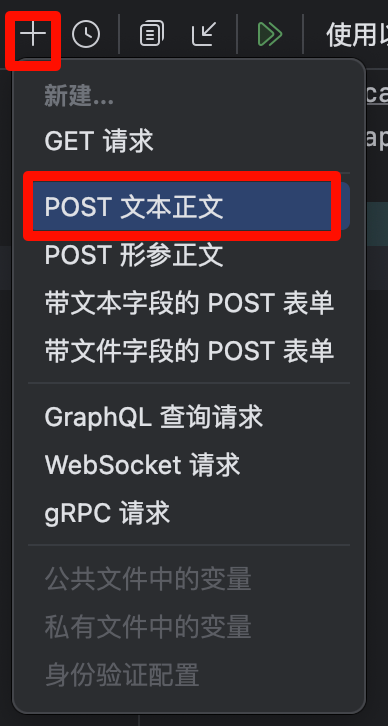 使用以
新建...
GET 请求
POST 文本正文
POST 形参正文
带文本字段的 POST 表单
带文件字段的 POST 表单
GraphQL 查询请求
WebSocket 请求
gRPC 请求
公共文件中的变量
私有文件中的变量
身份验证配置
ca
ap